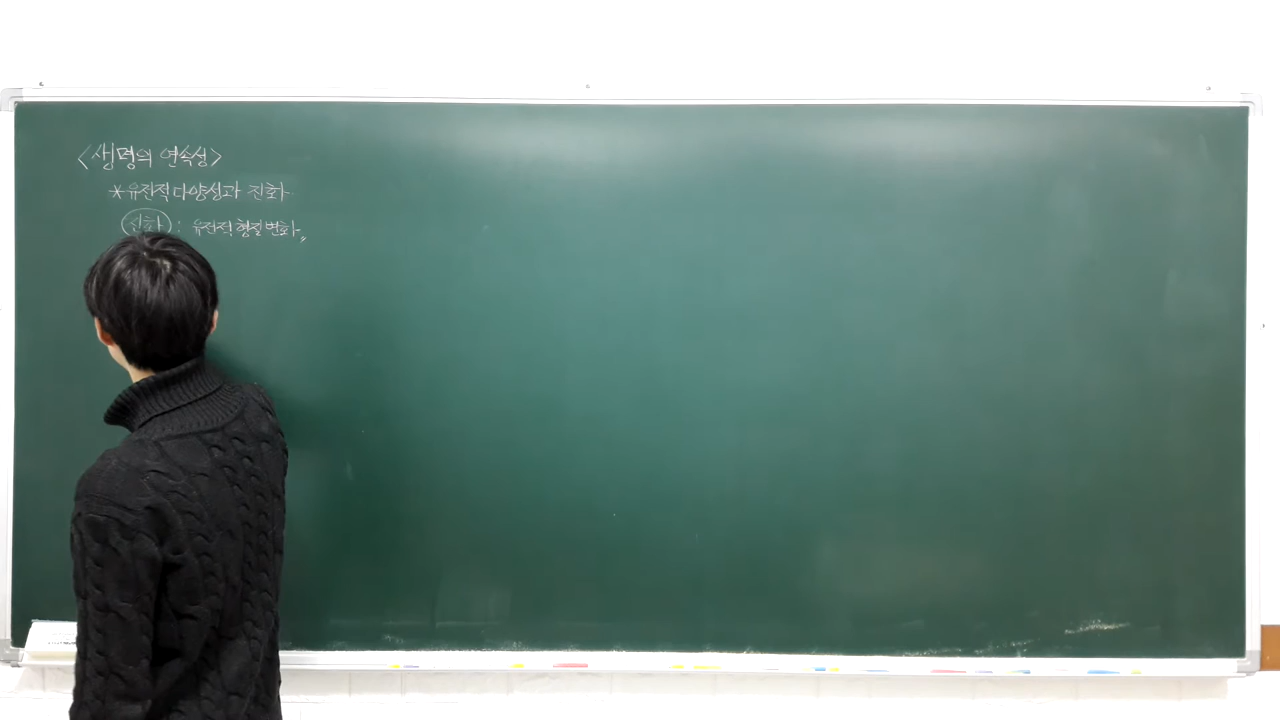 <생명의 연속성>
*유전적 다양성과 진화
진화 : 유전적 형질 변화